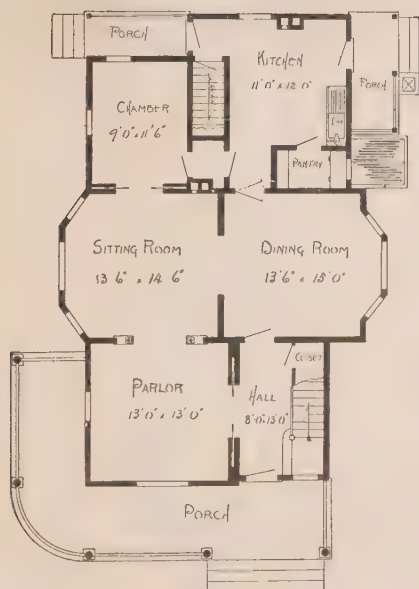 PORCH
KITCHEN
11'0" x 12'0"
PORCH
CHAMBER
9'0" x 11'6"
SINK
PANTRY
SITTING ROOM
13'6" x 14'6"
DINING ROOM
13'6" x 15'0"
PARLOR
13'0" x 13'0"
HALL
8'0" 13'0"
CLOSET
PORCH